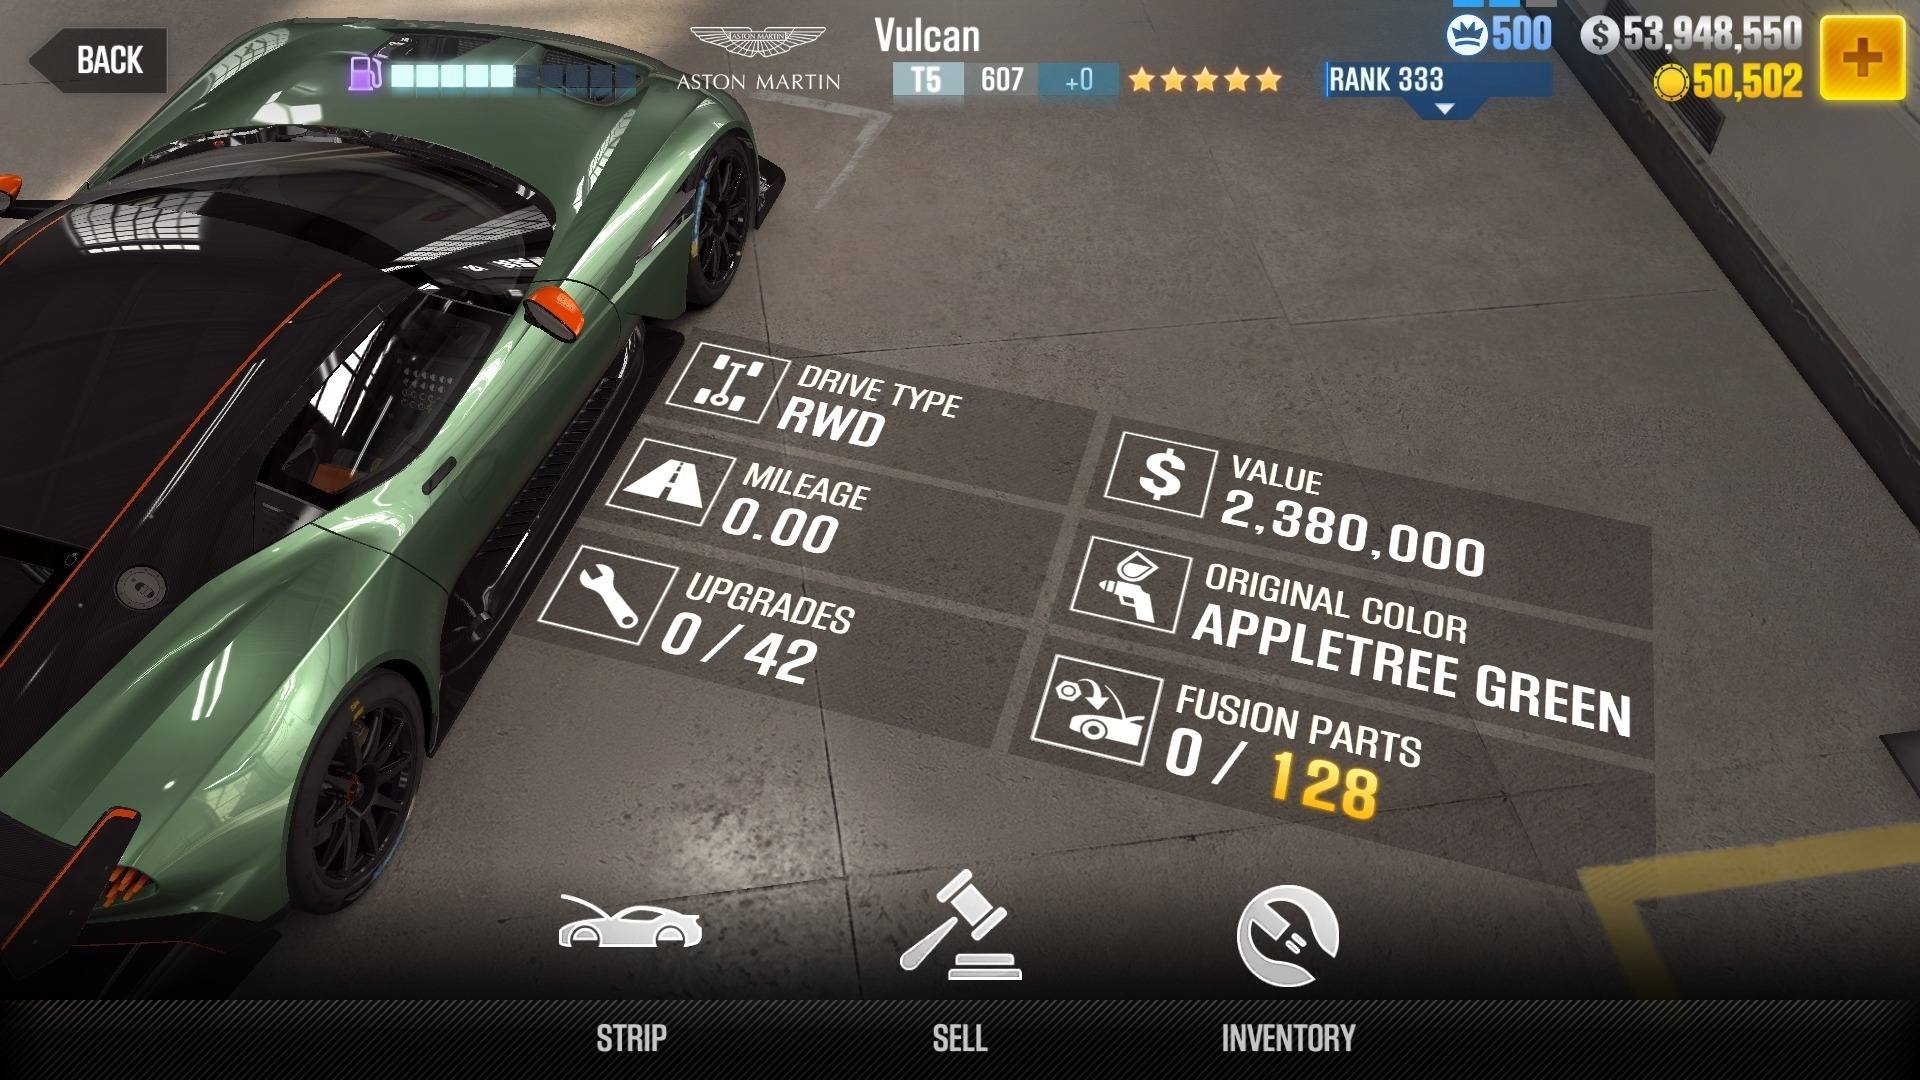 BACK
ASTON MARTIN
ASTON MARTIN
Vulcan
T5 607 +0
RANK 333
500
$ 53,948,550
50,502
DRIVE TYPE
RWD
MILEAGE
0.00
UPGRADES
0 / 42
$ VALUE
2,380,000
ORIGINAL COLOR
APPLETREE GREEN
FUSION PARTS
0 / 128
STRIP
SELL
INVENTORY